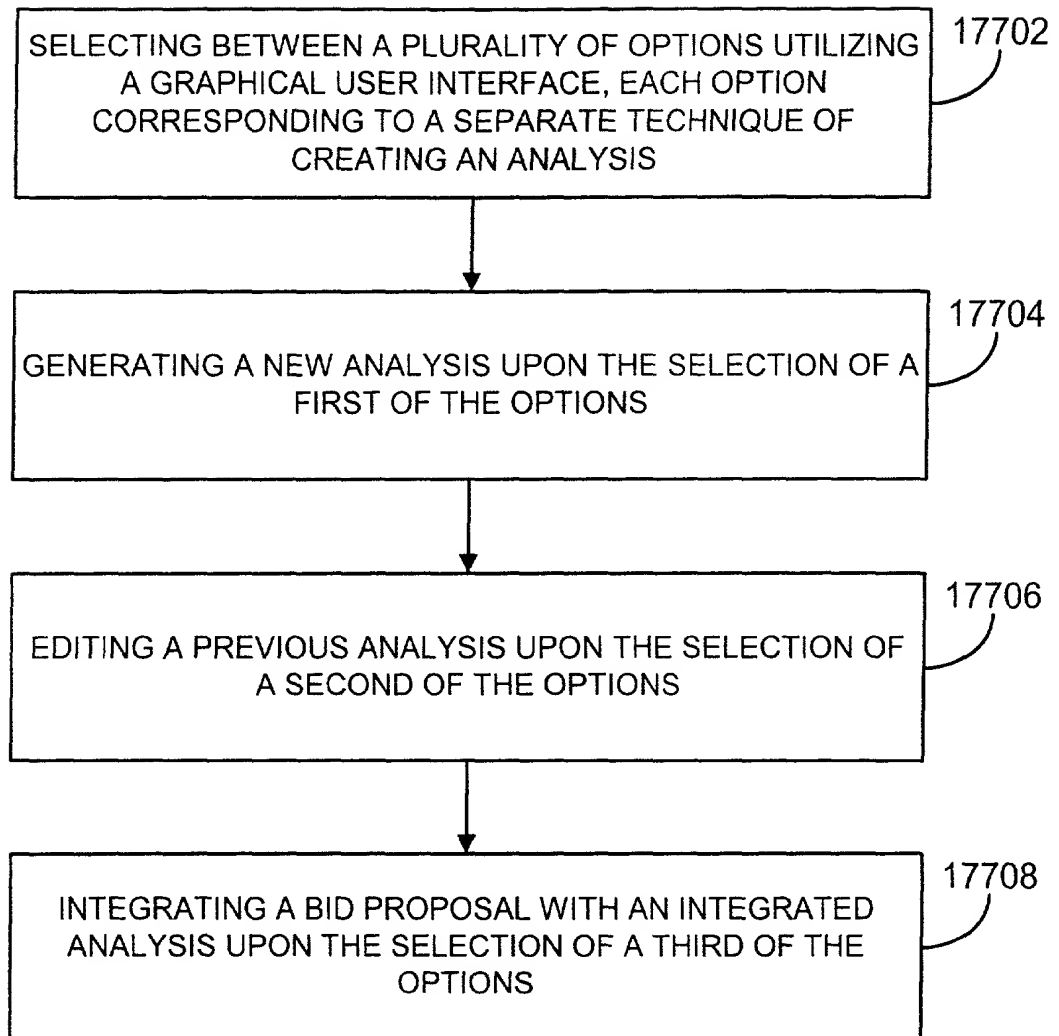 SELECTING BETWEEN A PLURALITY OF OPTIONS UTILIZING
A GRAPHICAL USER INTERFACE, EACH OPTION
CORRESPONDING TO A SEPARATE TECHNIQUE OF
CREATING AN ANALYSIS
17702
GENERATING A NEW ANALYSIS UPON THE SELECTION OF A
FIRST OF THE OPTIONS
17704
EDITING A PREVIOUS ANALYSIS UPON THE SELECTION OF
A SECOND OF THE OPTIONS
17706
INTEGRATING A BID PROPOSAL WITH AN INTEGRATED
ANALYSIS UPON THE SELECTION OF A THIRD OF THE
OPTIONS
17708